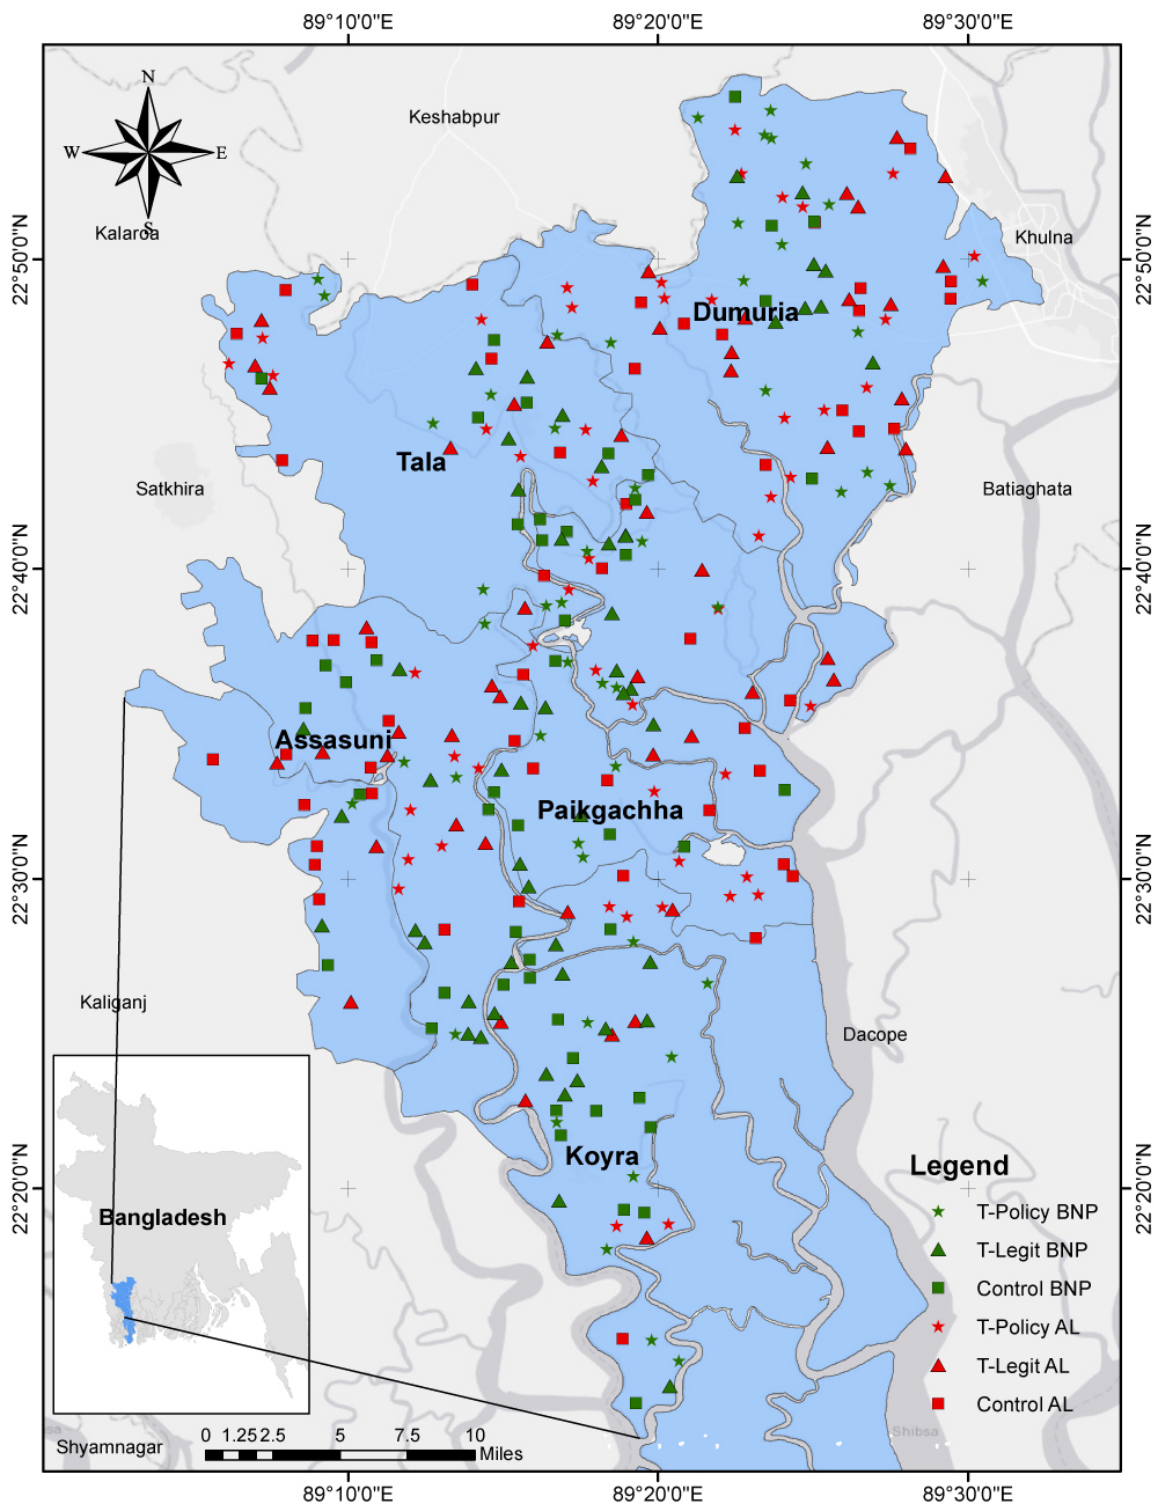 89°10'0"E 89°20'0"E 89°30'0"E
N
W E
S
Keshabpur
Kalaroa
Khulna
22°50'0"N 22°50'0"N
Dumuria
Tala
Satkhira
Batiaghata
22°40'0"N 22°40'0"N
Assasuni
Paikgachha
22°30'0"N 22°30'0"N
Kaliganj
Dacope
Koyra
22°20'0"N 22°20'0"N
Legend
T-Policy BNP
T-Legit BNP
Control BNP
T-Policy AL
T-Legit AL
Control AL
Bangladesh
Shibsa
Shyamnagar
0 1.25 2.5 5 7.5 10
Miles
89°10'0"E 89°20'0"E 89°30'0"E